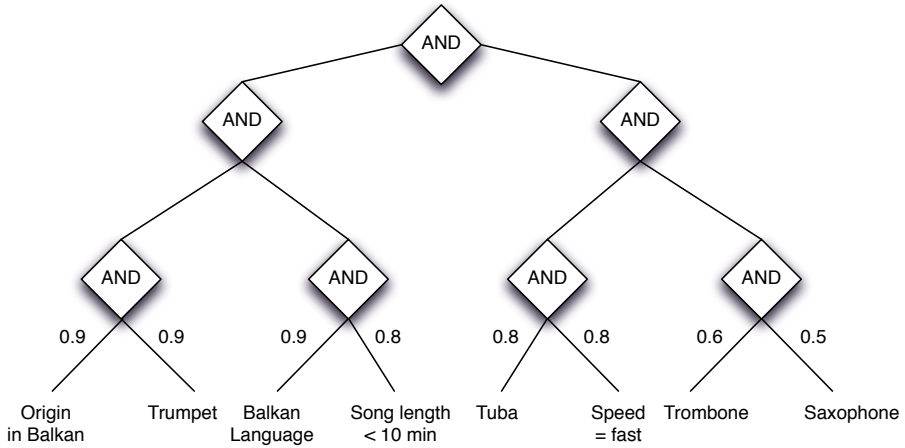 AND
AND
AND
AND
AND
AND
AND
0.9
0.9
0.9
0.8
0.8
0.8
0.6
0.5
Origin
in Balkan
Trumpet
Balkan
Language
Song length
< 10 min
Tuba
Speed
= fast
Trombone
Saxophone